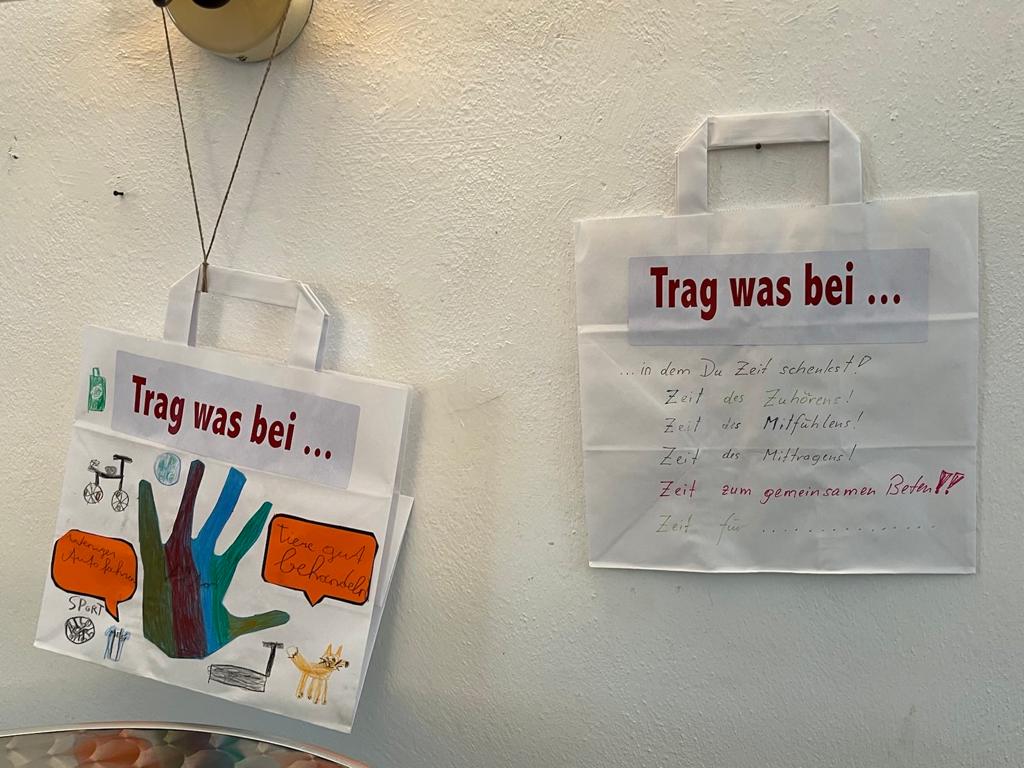 Trag was bei ...
weniger
Auto fahren
Tiere gut
behandeln
SPORT
Trag was bei ...
... in dem Du Zeit schenkst!
Zeit des Zuhörens!
Zeit des Mitfühlens!
Zeit des Mittragens!
Zeit zum gemeinsamen Beten!!
Zeit für ..................